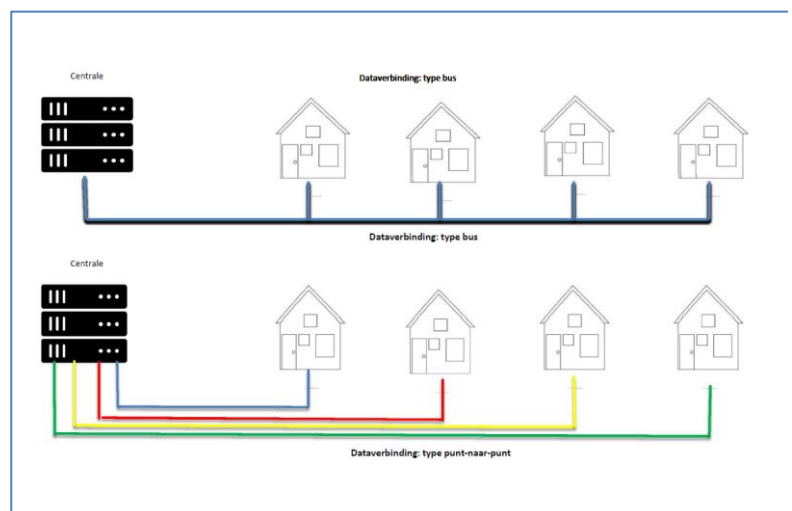 Centrale
Dataverbinding: type bus
Dataverbinding: type bus
Centrale
Dataverbinding: type punt-naar-punt